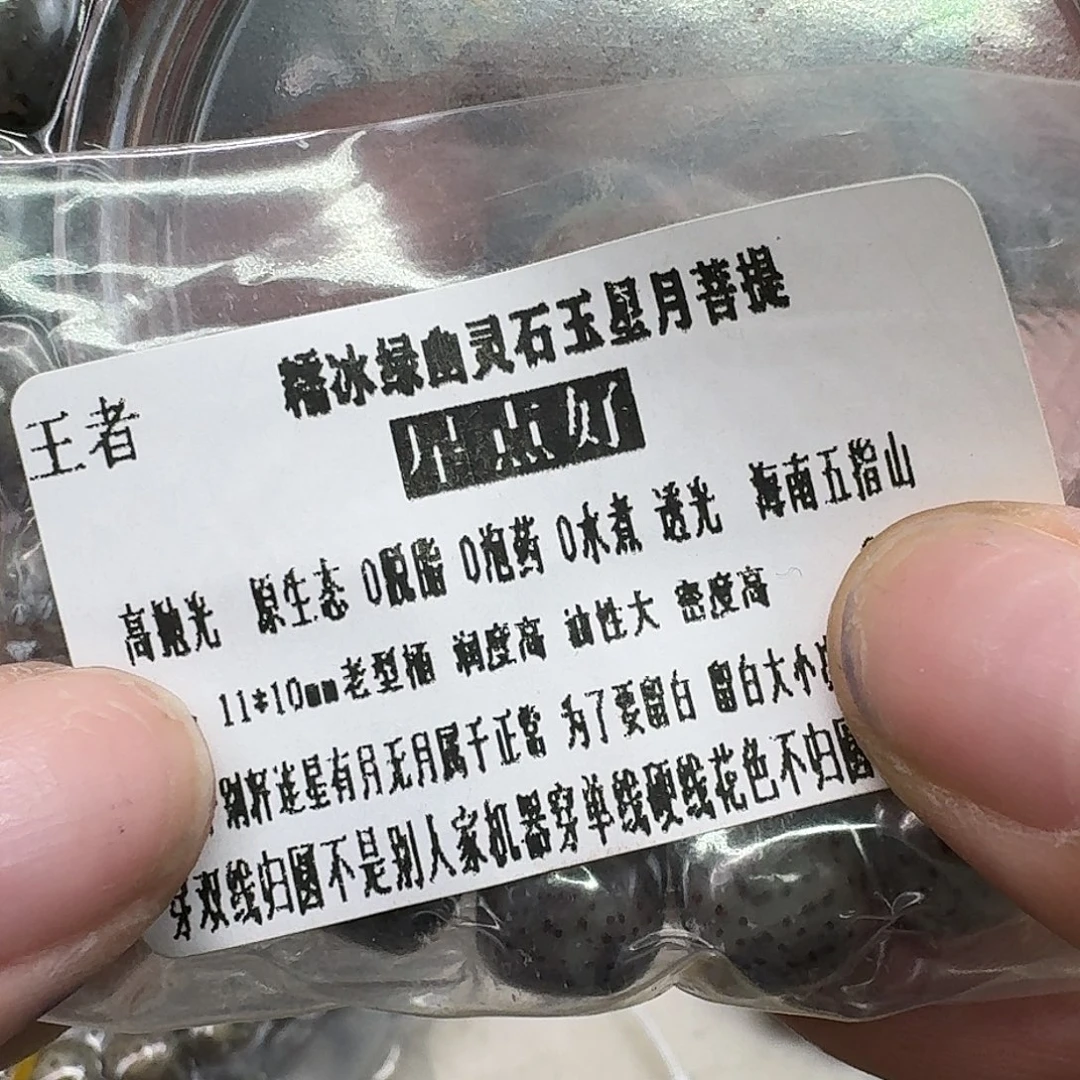 糯冰绿幽灵石玉星月菩提
王者
星点好
高抛光 原生态 0脱脂 0泡药 0水煮 透光 海南五指山
11*10mm老型桶 润度高 油性大 密度高
连星有月无月属于正常 为了要留白 留白大小
穿双线归圆不是别人家机器穿单线硬线花色不归圆